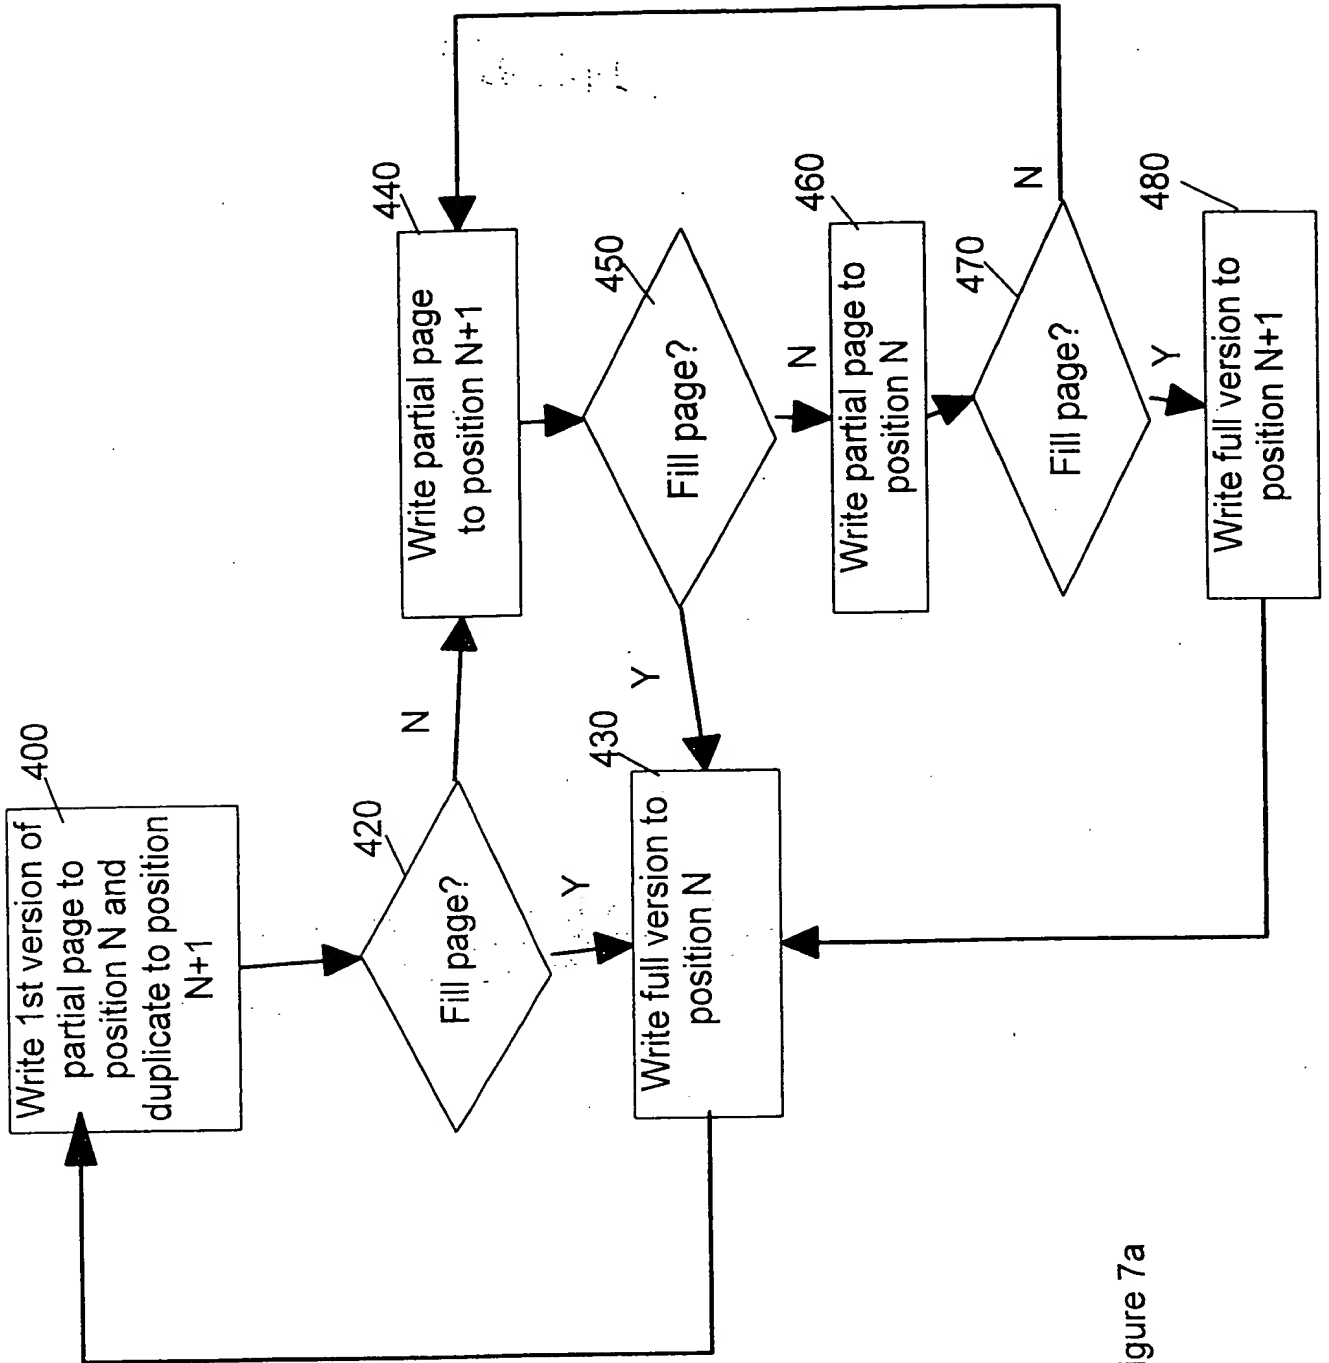 400
Write 1st version of
partial page to
position N and
duplicate to position
N+1
420
Fill page?
N
Y
430
Write full version to
position N
440
Write partial page
to position N+1
450
Fill page?
Y
N
460
Write partial page to
position N
470
Fill page?
N
Y
480
Write full version to
position N+1
igure 7a